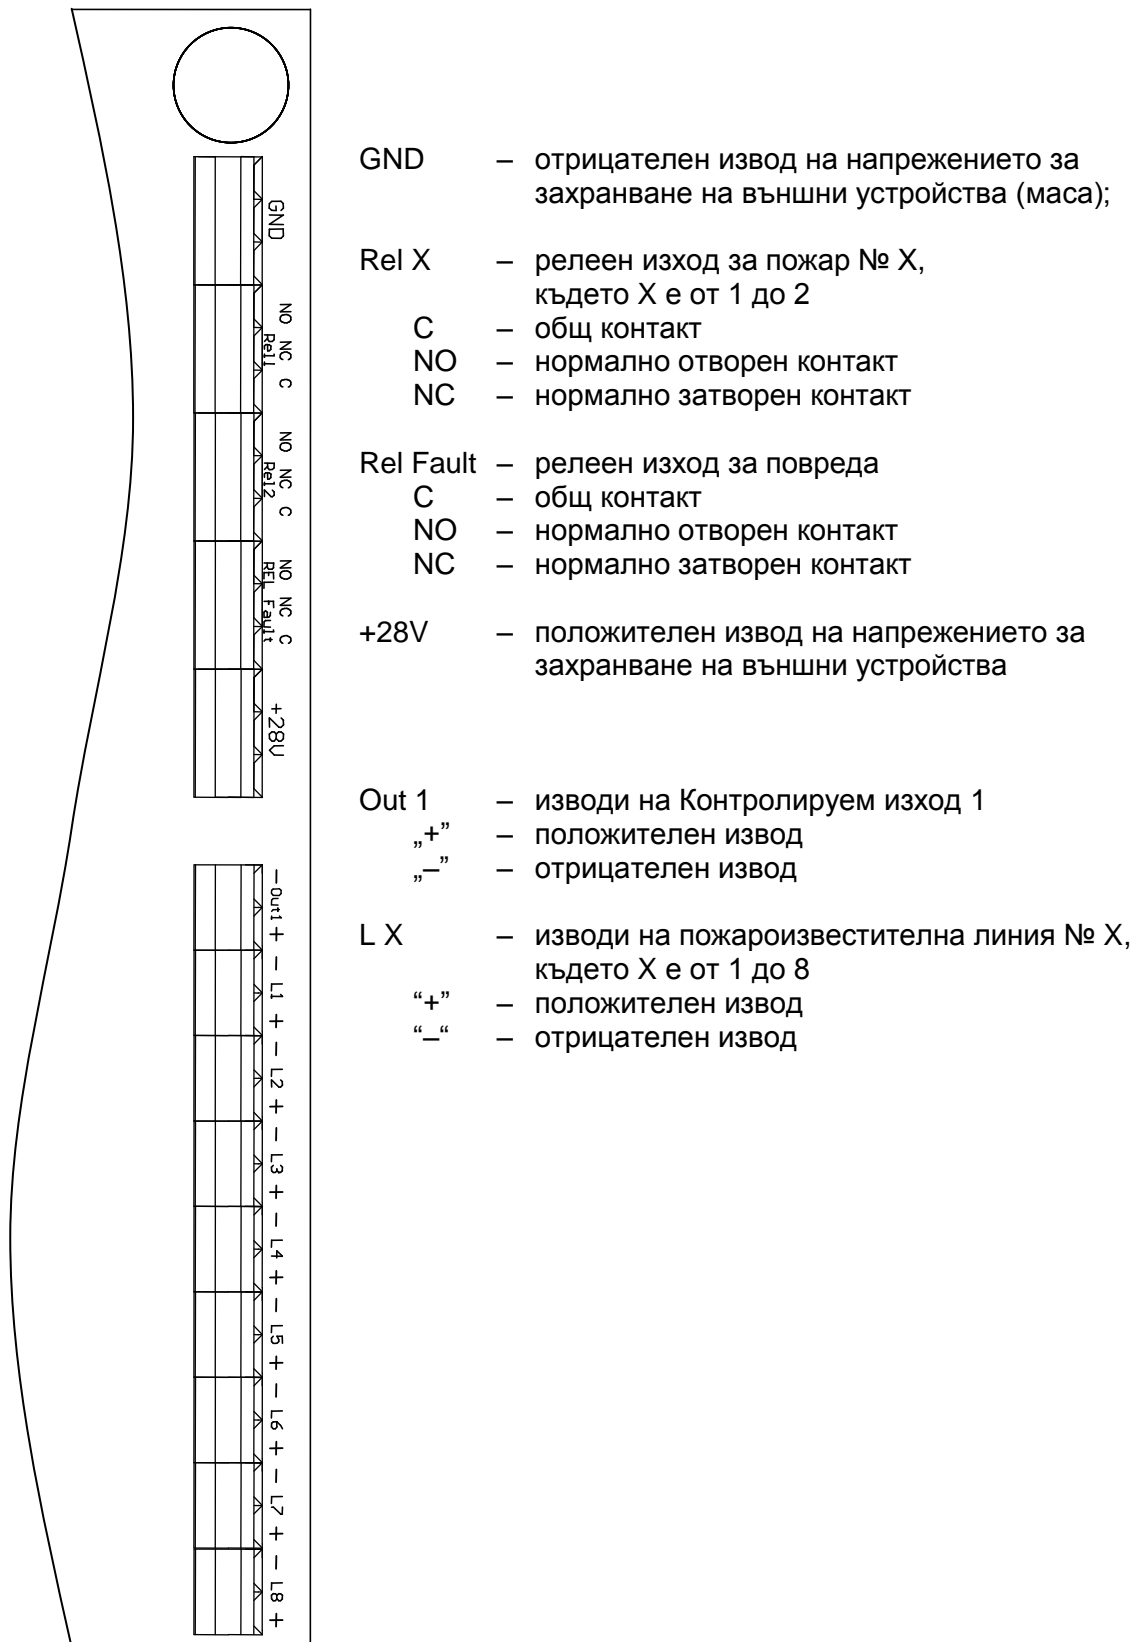 GND
NO NC C
Rel1
NO NC C
Rel2
NO NC C
REL Fault
+28V
– Out1 +
– L1 +
– L2 +
– L3 +
– L4 +
– L5 +
– L6 +
– L7 +
– L8 +
GND – отрицателен извод на напрежението за
захранване на външни устройства (маса);
Rel X – релеен изход за пожар № X,
където X е от 1 до 2
C – общ контакт
NO – нормално отворен контакт
NC – нормално затворен контакт
Rel Fault – релеен изход за повреда
C – общ контакт
NO – нормално отворен контакт
NC – нормално затворен контакт
+28V – положителен извод на напрежението за
захранване на външни устройства
Out 1 – изводи на Контролируем изход 1
„+” – положителен извод
„–” – отрицателен извод
L X – изводи на пожароизвестителна линия № X,
където X е от 1 до 8
“+” – положителен извод
“–“ – отрицателен извод